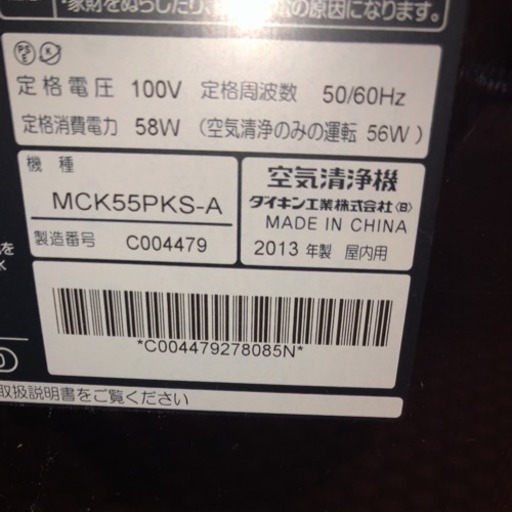 家財をぬらしたり、
の原因になります。
PS
E
定格電圧 100V 定格周波数 50/60Hz
定格消費電力 58W (空気清浄のみの運転 56W)
機種
MCK55PKS-A
製造番号 C004479
空気清浄機
ダイキン工業株式会社〈B〉
MADE IN CHINA
2013 年製 屋内用
を
*C004479278085N*
取扱説明書をご覧ください